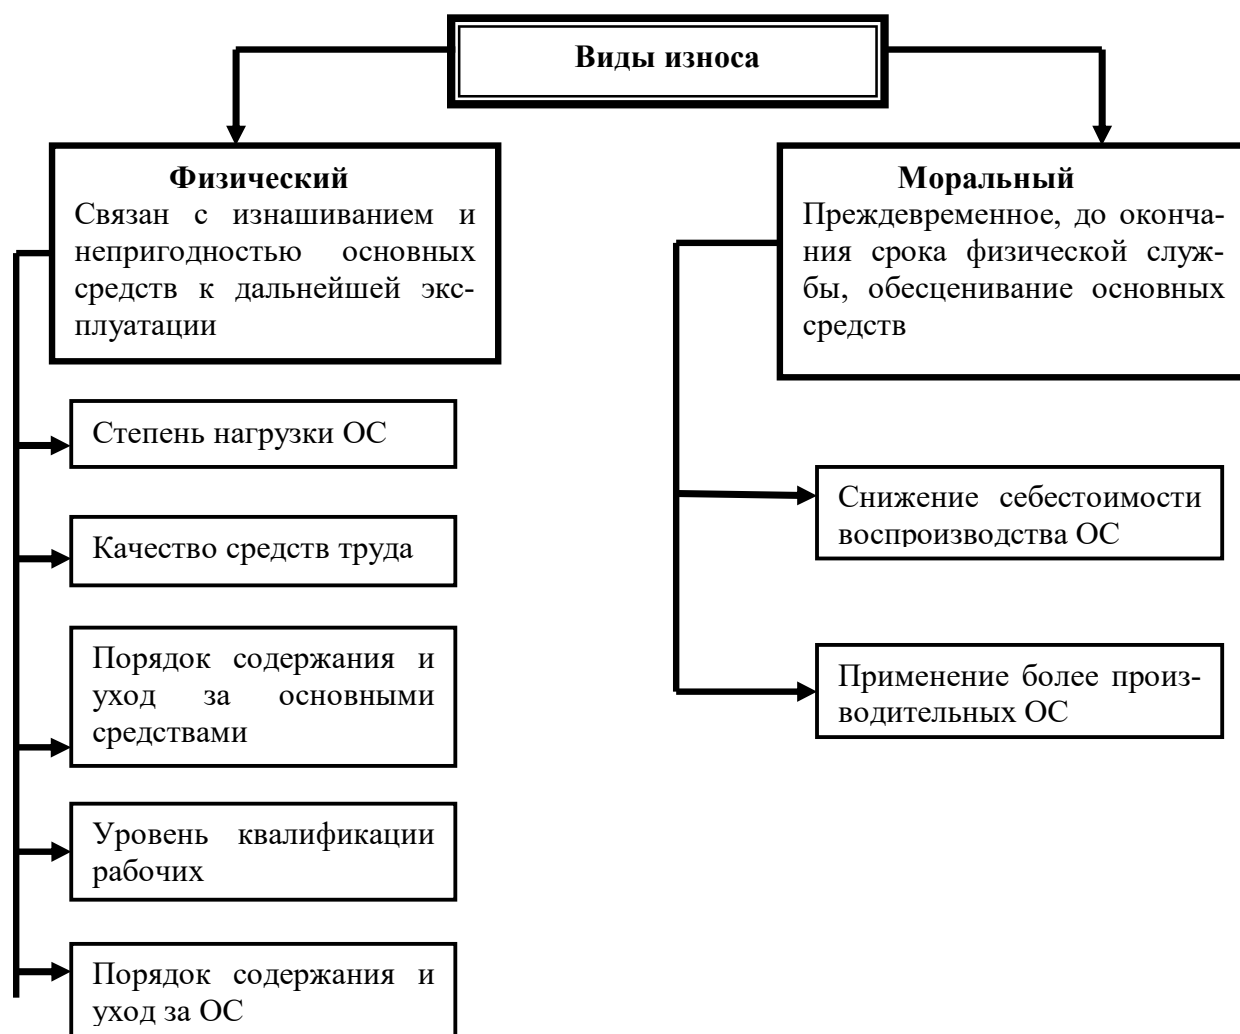 Виды износа
Физический
Связан с изнашиванием и
непригодностью основных
средств к дальнейшей экс-
плуатации
Моральный
Преждевременное, до оконча-
ния срока физической служ-
бы, обесценивание основных
средств
Степень нагрузки ОС
Качество средств труда
Порядок содержания и
уход за основными
средствами
Уровень квалификации
рабочих
Порядок содержания и
уход за ОС
Снижение себестоимости
воспроизводства ОС
Применение более произ-
водительных ОС